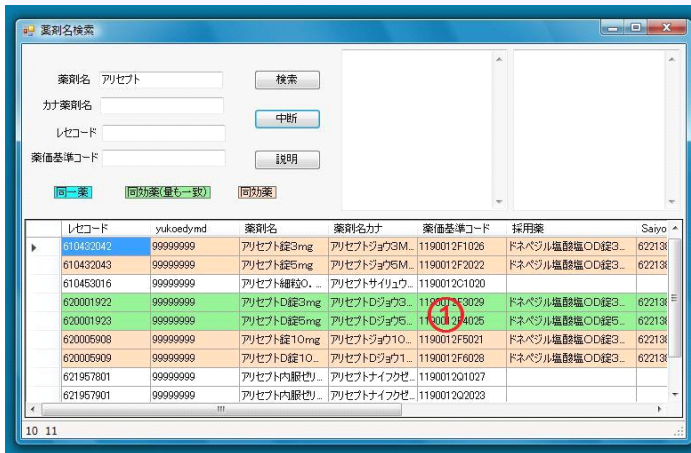 薬剤名検索
薬剤名 アリセプト 検索
カナ薬剤名
中断
レセコード
薬価基準コード 説明
同一薬 同効薬(量も一致) 同効薬
レセコード yukoedymd 薬剤名 薬剤名カナ 薬価基準コード 採用薬 Saiyo
610432042 99999999 アリセプト錠3mg アリセプトジョウ3M... 1190012F1026 ドネペジル塩酸塩OD錠3... 622138
610432043 99999999 アリセプト錠5mg アリセプトジョウ5M... 1190012F2022 ドネペジル塩酸塩OD錠3... 622138
610453016 99999999 アリセプト細粒0. ... アリセプトサイリュウ... 1190012C1020
620001922 99999999 アリセプトD錠3mg アリセプトDジョウ3... 1190012F3029 ドネペジル塩酸塩OD錠3... 622138
620001923 99999999 アリセプトD錠5mg アリセプトDジョウ5... 1190012F4025 ドネペジル塩酸塩OD錠5... 622138
①
620005908 99999999 アリセプト錠10mg アリセプトジョウ10... 1190012F5021 ドネペジル塩酸塩OD錠3... 622138
620005909 99999999 アリセプトD錠10... アリセプトDジョウ1... 1190012F6028 ドネペジル塩酸塩OD錠3... 622138
621957801 99999999 アリセプト内服ゼリ... アリセプトナイフクゼ... 1190012Q1027
621957901 99999999 アリセプト内服ゼリ... アリセプトナイフクゼ... 1190012Q2023
10 11